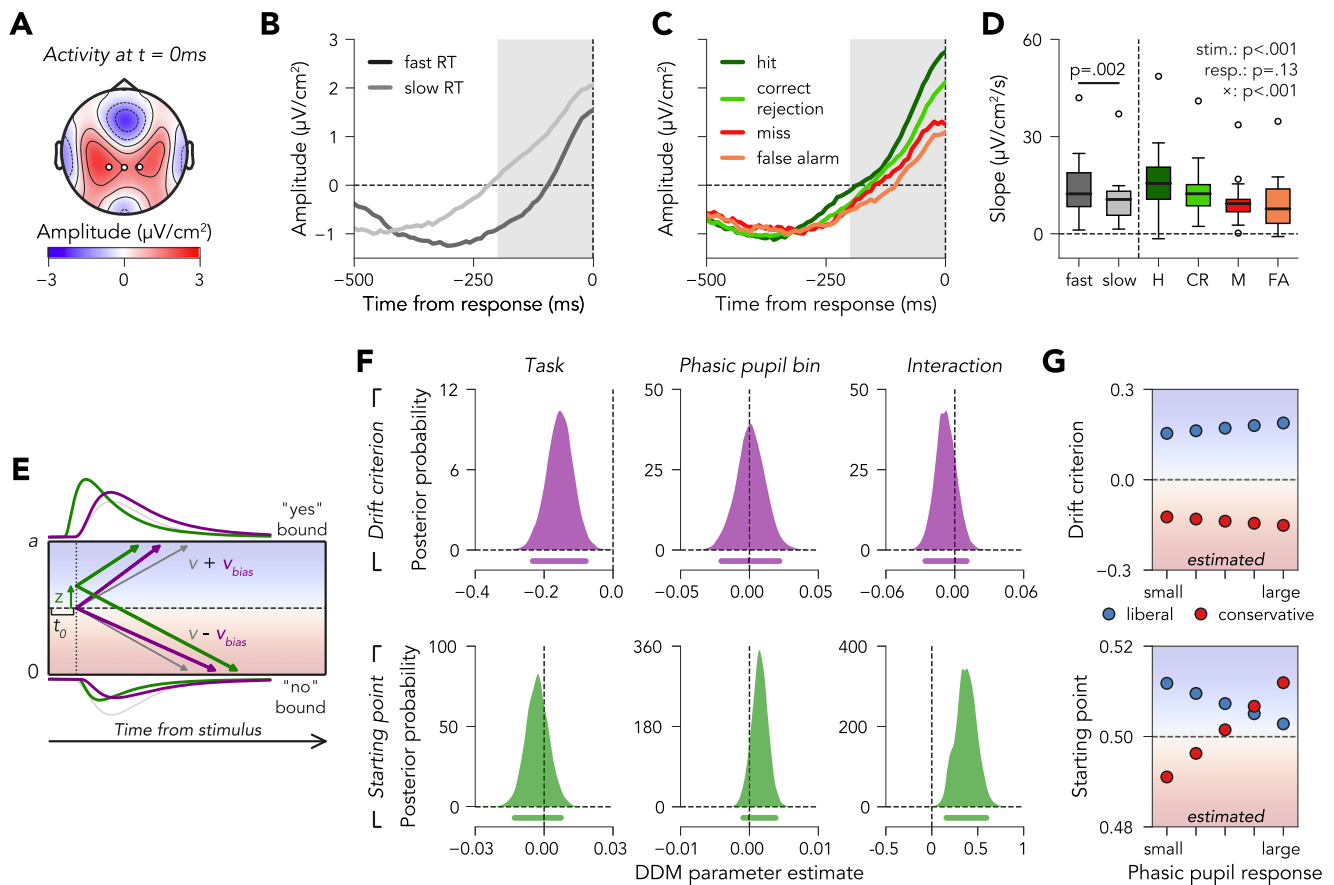 A
Activity at t = 0ms
Amplitude (µV/cm²)
−3
0
3
B
3
2
1
0
−1
Amplitude (µV/cm²)
fast RT
slow RT
−500
−250
0
Time from response (ms)
C
3
2
1
0
−1
Amplitude (µV/cm²)
hit
correct
rejection
miss
false alarm
−500
−250
0
Time from response (ms)
D
60
30
0
Slope (µV/cm²/s)
p=.002
stim.: p<.001
resp.: p=.13
×: p<.001
fast
slow
H
CR
M
FA
E
"yes"
bound
a
z
t0
v + vbias
v - vbias
0
"no"
bound
Time from stimulus
F
Task
Phasic pupil bin
Interaction
Drift criterion
Posterior probability
12
6
0
−0.4
−0.2
0.0
50
25
0
−0.05
0.00
0.05
50
25
0
−0.06
0.00
0.06
Starting point
Posterior probability
100
50
0
−0.03
0.00
0.03
360
180
0
−0.01
0.00
0.01
400
200
0
-0.5
0
0.5
1
DDM parameter estimate
G
0.3
0.0
−0.3
Drift criterion
estimated
small
large
liberal
conservative
0.52
0.50
0.48
Starting point
estimated
small
large
Phasic pupil response